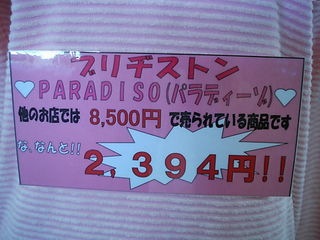 ブリヂストン
PARADISO(パラディーゾ)
他のお店では 8,500円 で売られている商品です
な、なんと!!
2,394円!!